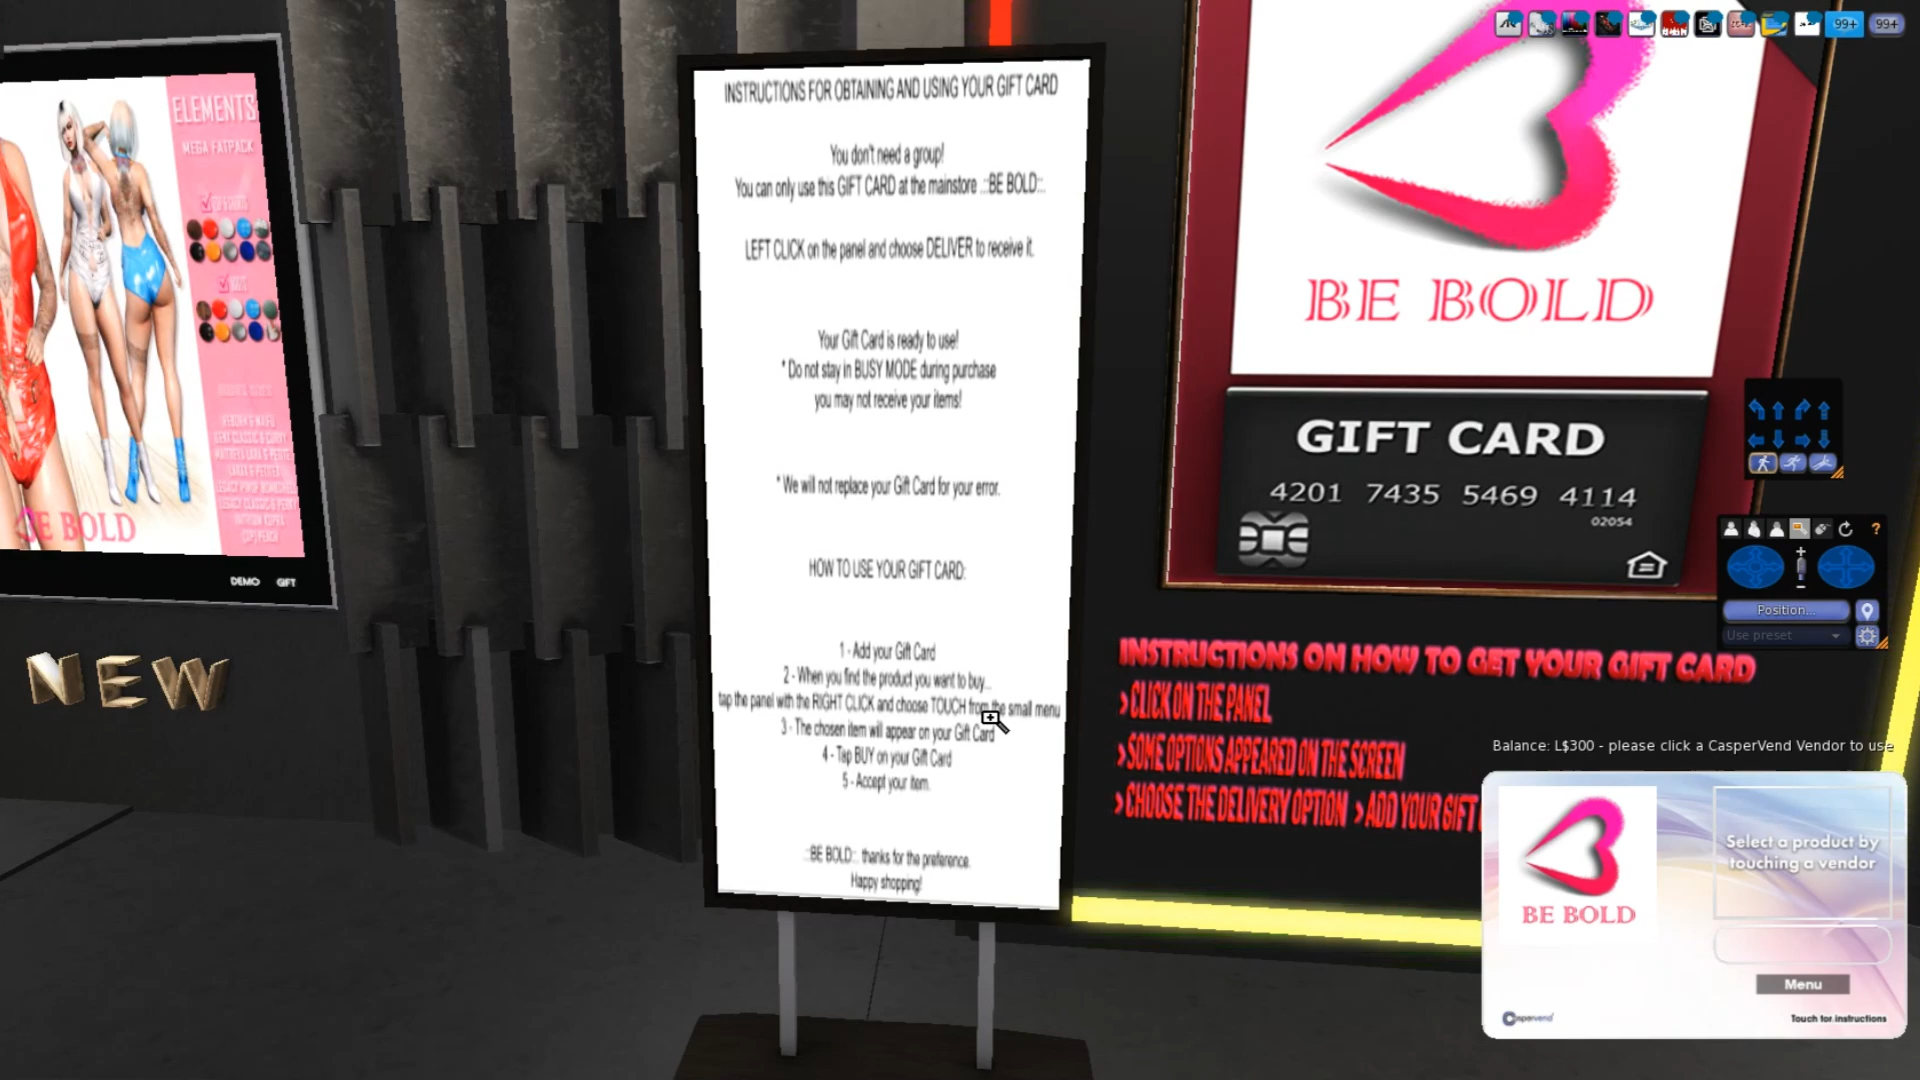 ELEMENTS
MEGA FATPACK
BE BOLD
DEMO GIFT
NEW
INSTRUCTIONS FOR OBTAINING AND USING YOUR GIFT CARD
You don't need a group!
You can only use this GIFT CARD at the mainstore .::BE BOLD::.
LEFT CLICK on the panel and choose DELIVER to receive it.
Your Gift Card is ready to use!
* Do not stay in BUSY MODE during purchase
you may not receive your items!
* We will not replace your Gift Card for your error.
HOW TO USE YOUR GIFT CARD:
1 - Add your Gift Card
2 - When you find the product you want to buy...
tap the panel with the RIGHT CLICK and choose TOUCH from the small menu
3 - The chosen item will appear on your Gift Card
4 - Tap BUY on your Gift Card
5 - Accept your item.
.::BE BOLD::. thanks for the preference.
Happy shopping!
BE BOLD
GIFT CARD
4201 7435 5469 4114
02054
INSTRUCTIONS ON HOW TO GET YOUR GIFT CARD
>CLICK ON THE PANEL
>SOME OPTIONS APPEARED ON THE SCREEN
>CHOOSE THE DELIVERY OPTION >ADD YOUR GIFT
99+ 99+
Position...
Use preset
Balance: L$300 - please click a CasperVend Vendor to use
Select a product by
touching a vendor
BE BOLD
Menu
Caspervend
Touch for instructions